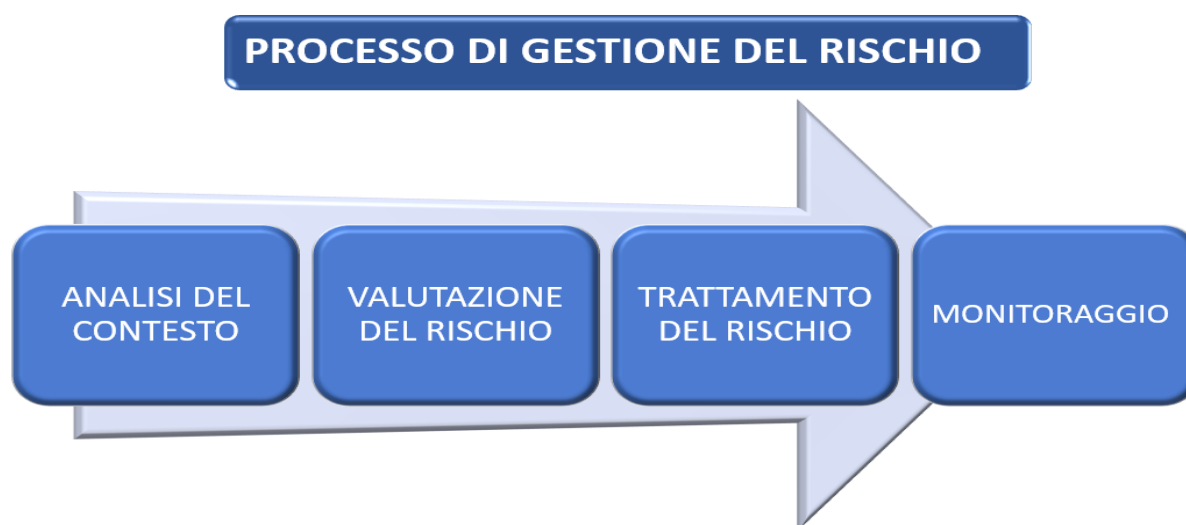 PROCESSO DI GESTIONE DEL RISCHIO
ANALISI DEL
CONTESTO
VALUTAZIONE
DEL RISCHIO
TRATTAMENTO
DEL RISCHIO
MONITORAGGIO